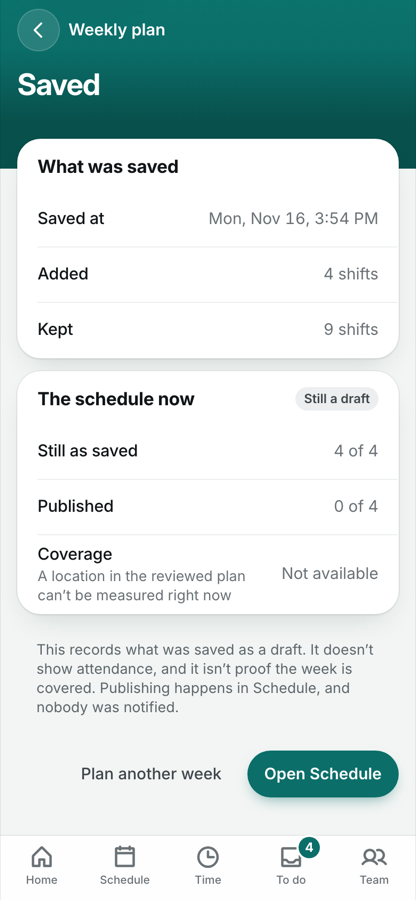 Weekly plan
Saved
What was saved
Saved at Mon, Nov 16, 3:54 PM
Added 4 shifts
Kept 9 shifts
The schedule now Still a draft
Still as saved 4 of 4
Published 0 of 4
Coverage
A location in the reviewed plan
can’t be measured right now
Not available
This records what was saved as a draft. It doesn’t
show attendance, and it isn’t proof the week is
covered. Publishing happens in Schedule, and
nobody was notified.
Plan another week Open Schedule
4
Home Schedule Time To do Team